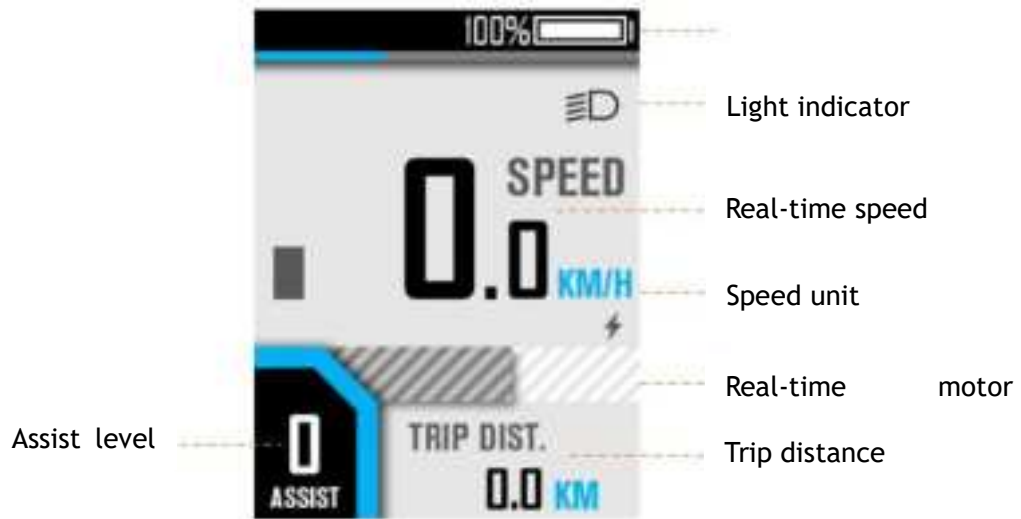 100%
Light indicator
SPEED
Real-time speed
0.0 KM/H
Speed unit
Real-time motor
Assist level
0
ASSIST
TRIP DIST.
0.0 KM
Trip distance